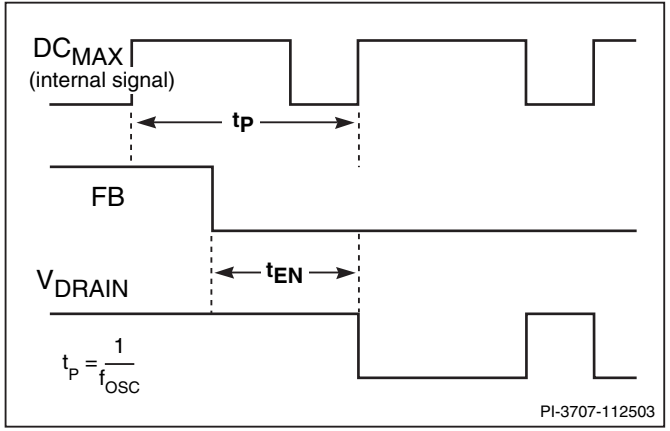 DCMAX
(internal signal)
tP
FB
tEN
VDRAIN
tP = 1/fOSC
PI-3707-112503